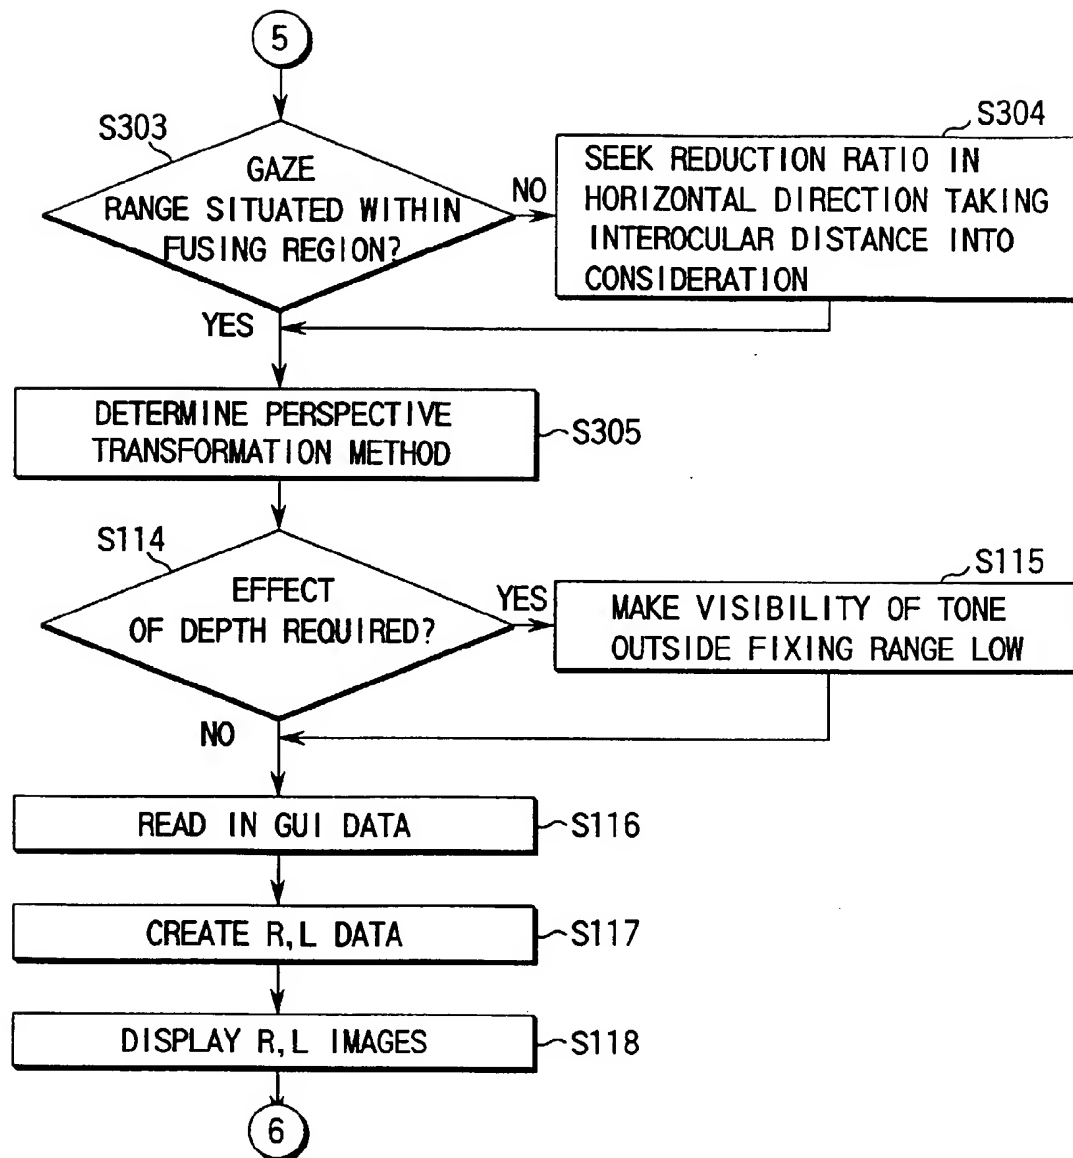 5
S303
GAZE
RANGE SITUATED WITHIN
FUSING REGION?
NO
S304
SEEK REDUCTION RATIO IN
HORIZONTAL DIRECTION TAKING
INTEROCULAR DISTANCE INTO
CONSIDERATION
YES
DETERMINE PERSPECTIVE
TRANSFORMATION METHOD
S305
S114
EFFECT
OF DEPTH REQUIRED?
YES
S115
MAKE VISIBILITY OF TONE
OUTSIDE FIXING RANGE LOW
NO
READ IN GUI DATA
S116
CREATE R,L DATA
S117
DISPLAY R,L IMAGES
S118
6